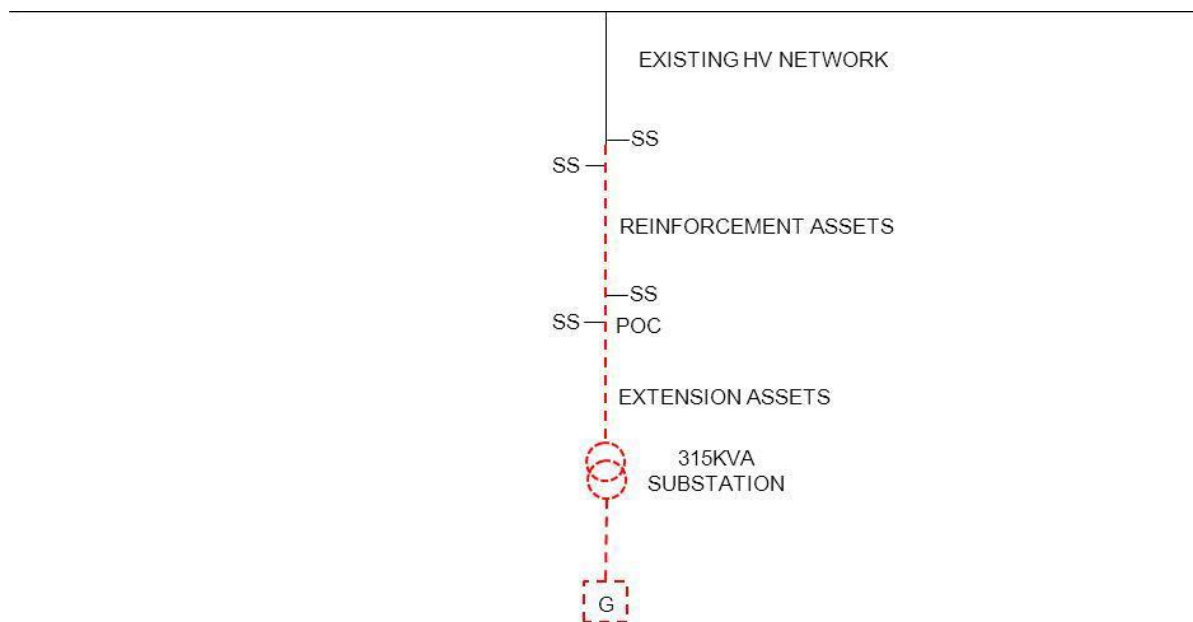 EXISTING HV NETWORK
SS
SS
REINFORCEMENT ASSETS
SS
SS
POC
EXTENSION ASSETS
315KVA
SUBSTATION
G